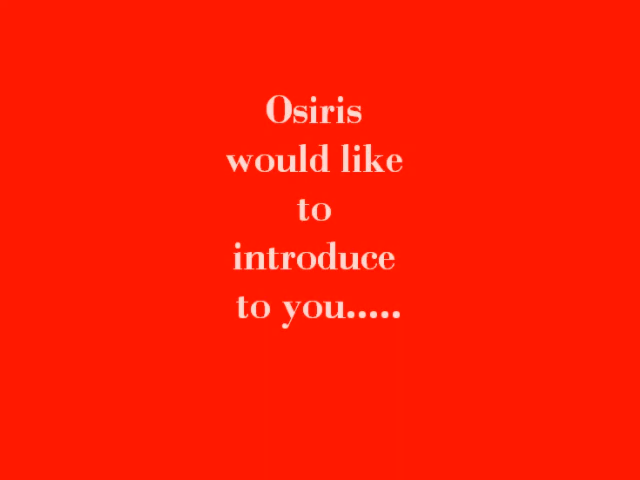 Osiris
would like
to
introduce
to you.....